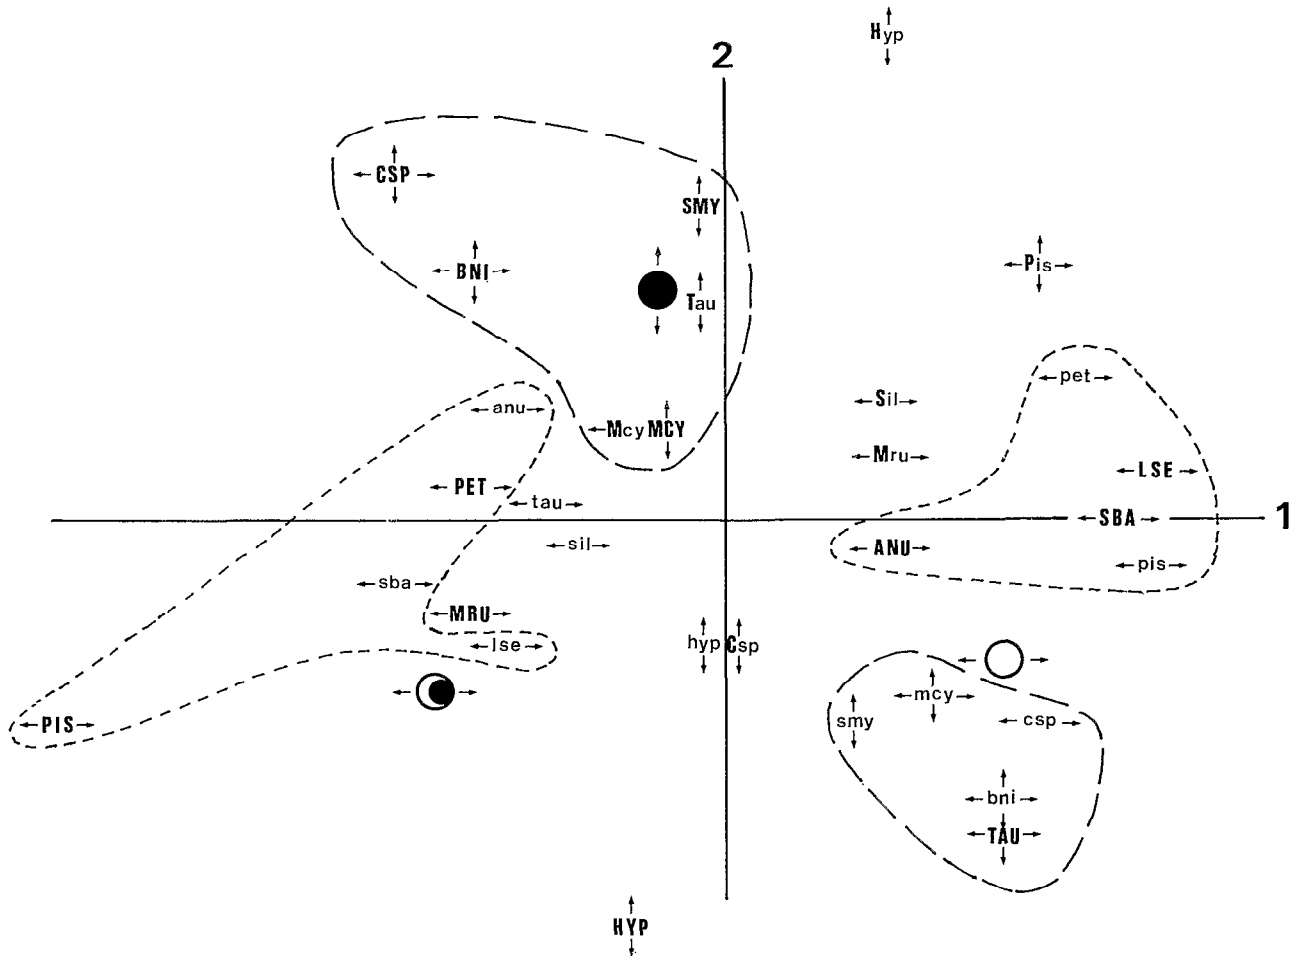 Hyp
2
CSP
SMY
BNI
Pis
Tau
pet
anu
Sil
Mcy MCY
Mru
LSE
PET
tau
SBA
1
sil
ANU
pis
sba
MRU
lse
hyp
Csp
mcy
PIS
smy
csp
bni
TAU
HYP